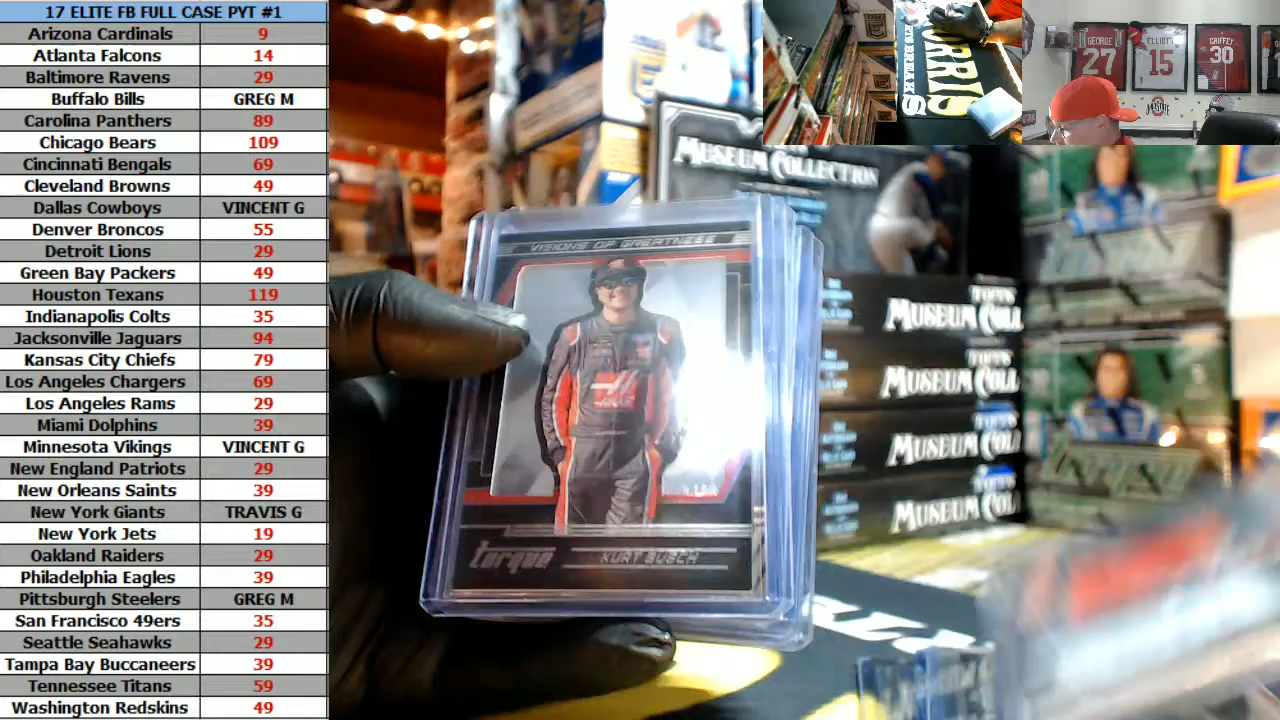 17 ELITE FB FULL CASE PYT #1
Arizona Cardinals 9
Atlanta Falcons 14
Baltimore Ravens 29
Buffalo Bills GREG M
Carolina Panthers 89
Chicago Bears 109
Cincinnati Bengals 69
Cleveland Browns 49
Dallas Cowboys VINCENT G
Denver Broncos 55
Detroit Lions 29
Green Bay Packers 49
Houston Texans 119
Indianapolis Colts 35
Jacksonville Jaguars 94
Kansas City Chiefs 79
Los Angeles Chargers 69
Los Angeles Rams 29
Miami Dolphins 39
Minnesota Vikings VINCENT G
New England Patriots 29
New Orleans Saints 39
New York Giants TRAVIS G
New York Jets 19
Oakland Raiders 29
Philadelphia Eagles 39
Pittsburgh Steelers GREG M
San Francisco 49ers 35
Seattle Seahawks 29
Tampa Bay Buccaneers 39
Tennessee Titans 59
Washington Redskins 49
GEORGE
27
ELLIOTT
15
GRIFFEY
30
MUSEUM COLLECTION
VISIONS OF GREATNESS
torque
KURT BUSCH
TOPPS
MUSEUM COLL
MUSEUM COLL
MUSEUM COLL
MUSEUM COLL